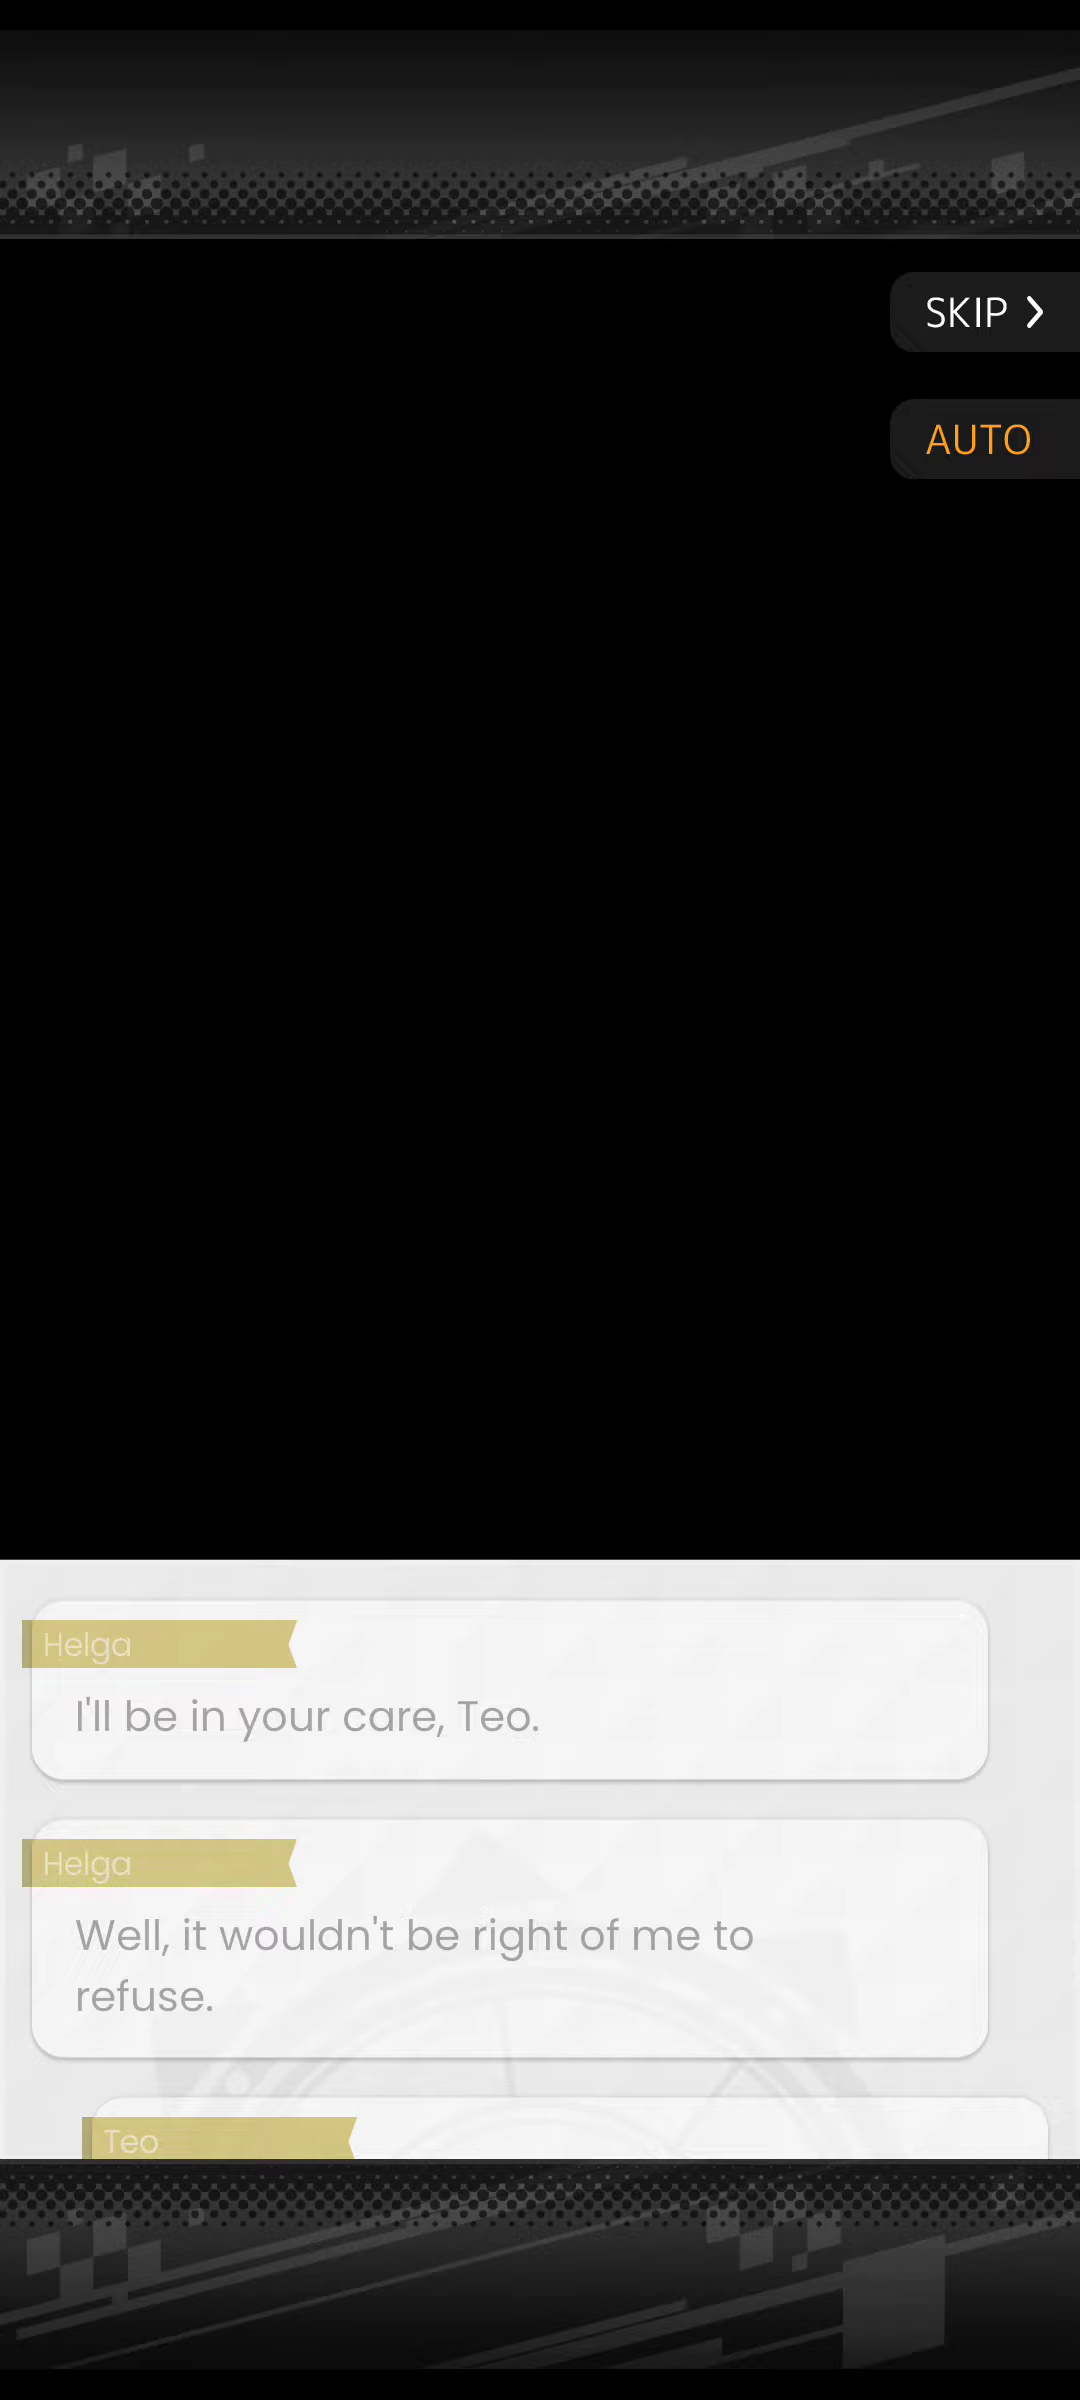 SKIP
AUTO
Helga
I'll be in your care, Teo.
Helga
Well, it wouldn't be right of me to
refuse.
Teo